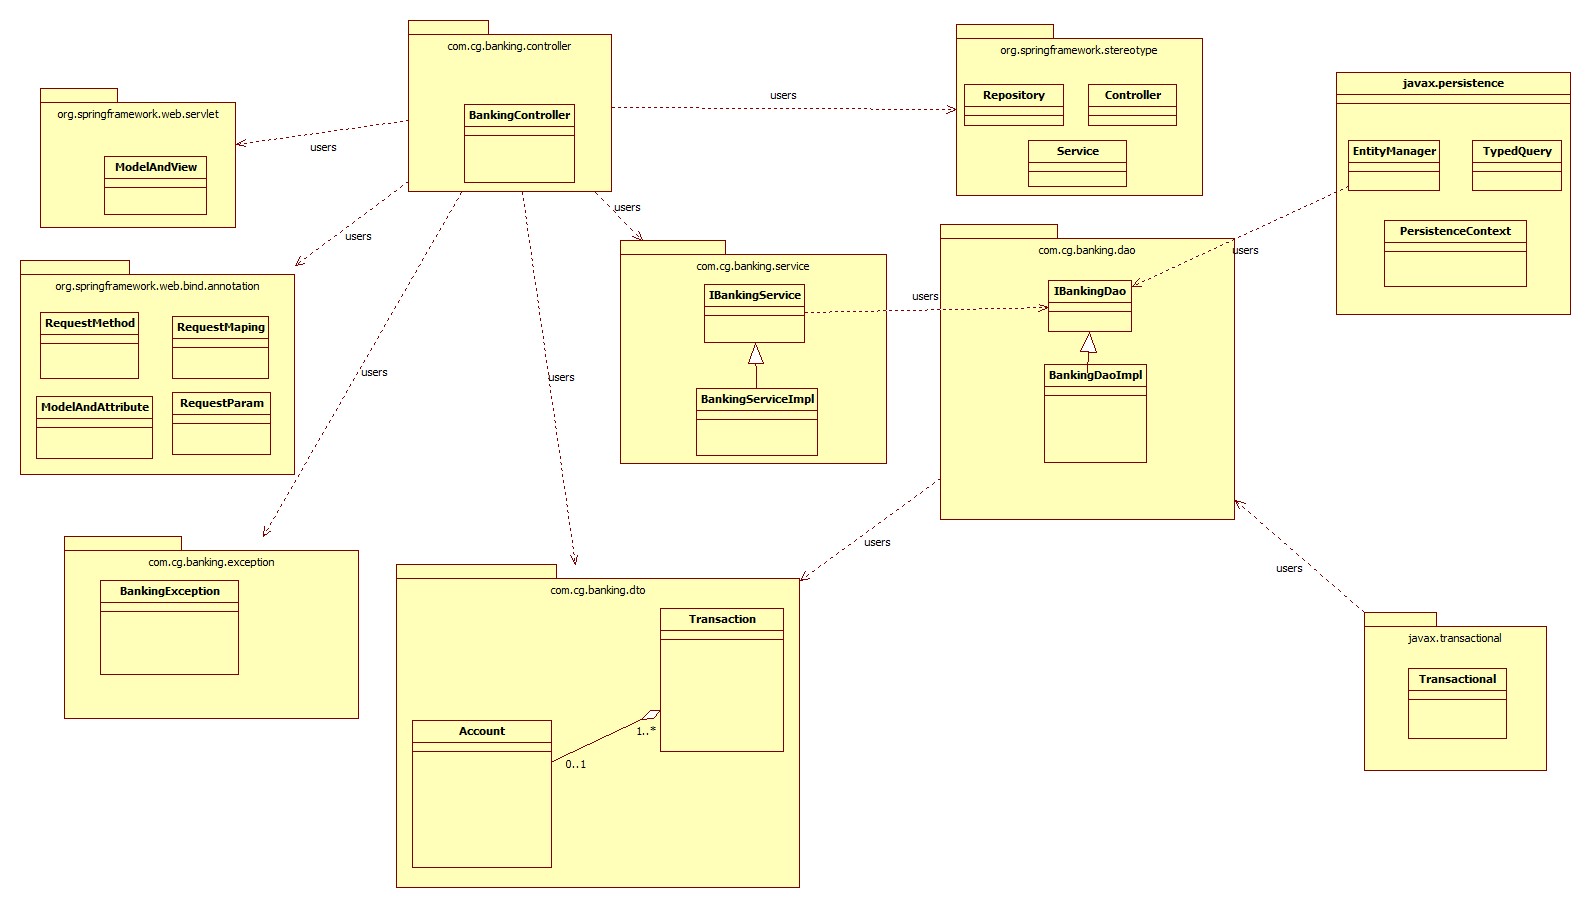 com.cg.banking.controller
BankingController
org.springframework.stereotype
Repository
Controller
Service
javax.persistence
EntityManager
TypedQuery
PersistenceContext
org.springframework.web.servlet
ModelAndView
users
users
users
users
users
users
org.springframework.web.bind.annotation
RequestMethod
RequestMaping
ModelAndAttribute
RequestParam
com.cg.banking.service
IBankingService
BankingServiceImpl
users
com.cg.banking.dao
IBankingDao
BankingDaoImpl
users
users
users
com.cg.banking.exception
BankingException
com.cg.banking.dto
Transaction
Account
1..*
0..1
javax.transactional
Transactional